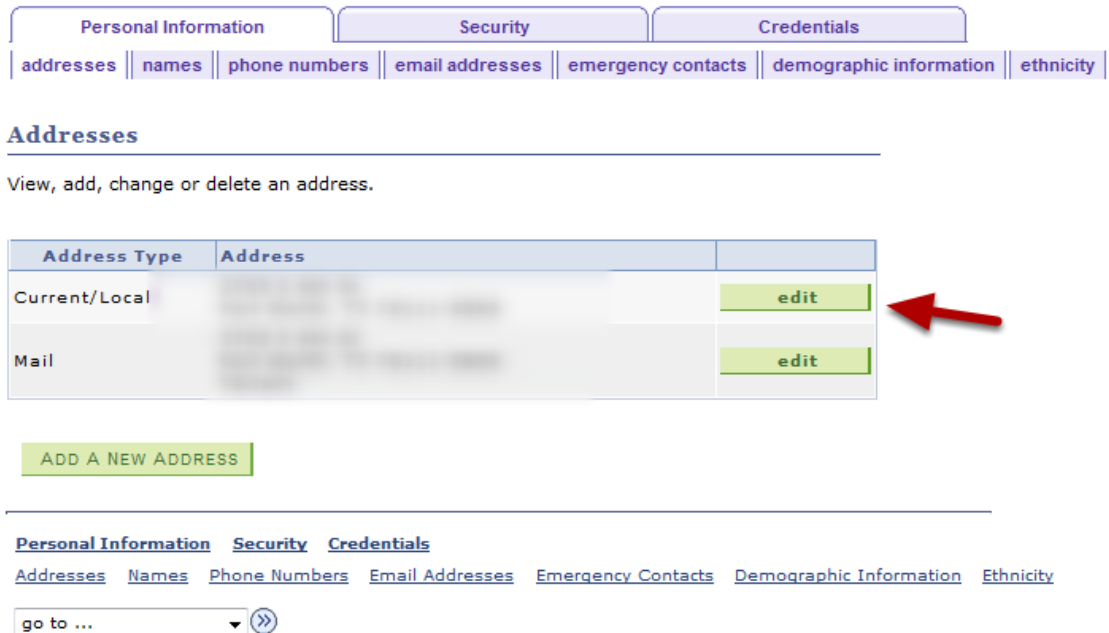 Personal Information Security Credentials
addresses names phone numbers email addresses emergency contacts demographic information ethnicity
Addresses
View, add, change or delete an address.
Address Type Address
Current/Local edit
Mail edit
ADD A NEW ADDRESS
Personal Information Security Credentials
Addresses Names Phone Numbers Email Addresses Emergency Contacts Demographic Information Ethnicity
go to ...